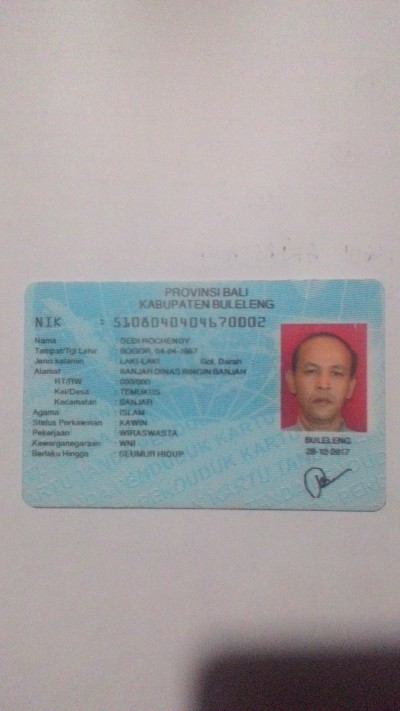 PROVINSI BALI
KABUPATEN BULELENG
NIK : 5108040404670002
Nama : DEDI ROCHENDY
Tempat/Tgl Lahir : BOGOR, 04-04-1967
Jenis kelamin : LAKI-LAKI Gol. Darah
Alamat : BANJAR DINAS BINGIN BANJAH
RT/RW : 000/000
Kel/Desa : TEMUKUS
Kecamatan : BANJAR
Agama : ISLAM
Status Perkawinan : KAWIN
Pekerjaan : WIRASWASTA
Kewarganegaraan : WNI
Berlaku Hingga : SEUMUR HIDUP
BULELENG
28-12-2017